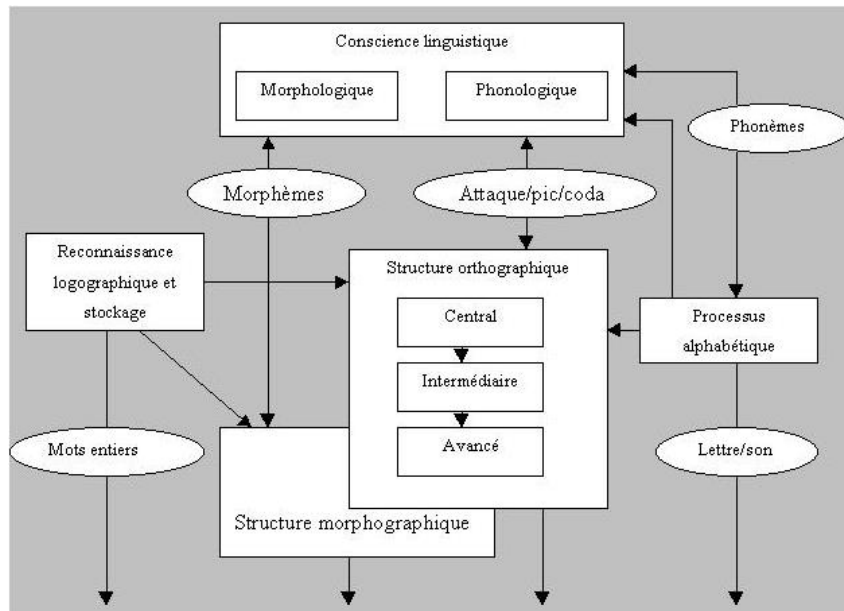 Conscience linguistique
Morphologique
Phonologique
Phonèmes
Morphèmes
Attaque/pic/coda
Reconnaissance
logographique et
stockage
Structure orthographique
Central
Processus
alphabétique
Intermédiaire
Mots entiers
Avancé
Lettre/son
Structure morphographique